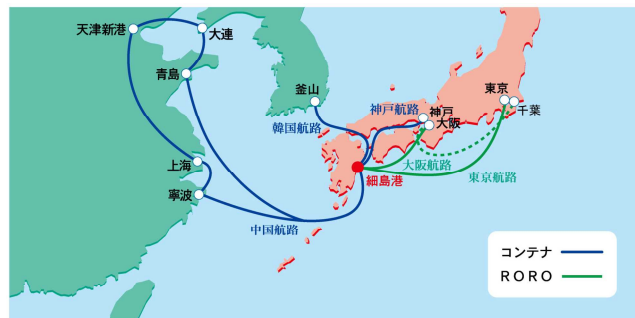 天津新港
大連
青島
釜山
韓国航路
神戸航路
神戸
大阪
東京
千葉
大阪航路
東京航路
細島港
上海
寧波
中国航路
コンテナ
RORO